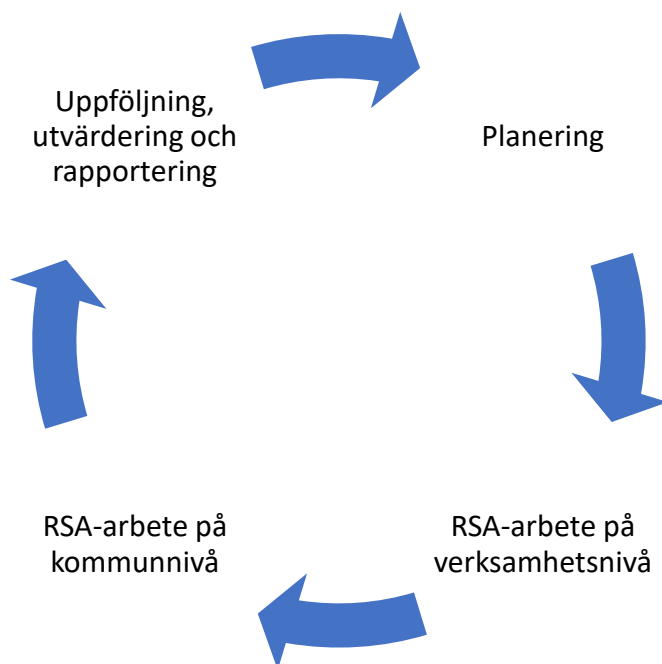 Uppföljning,
utvärdering och
rapportering
Planering
RSA-arbete på
verksamhetsnivå
RSA-arbete på
kommunnivå